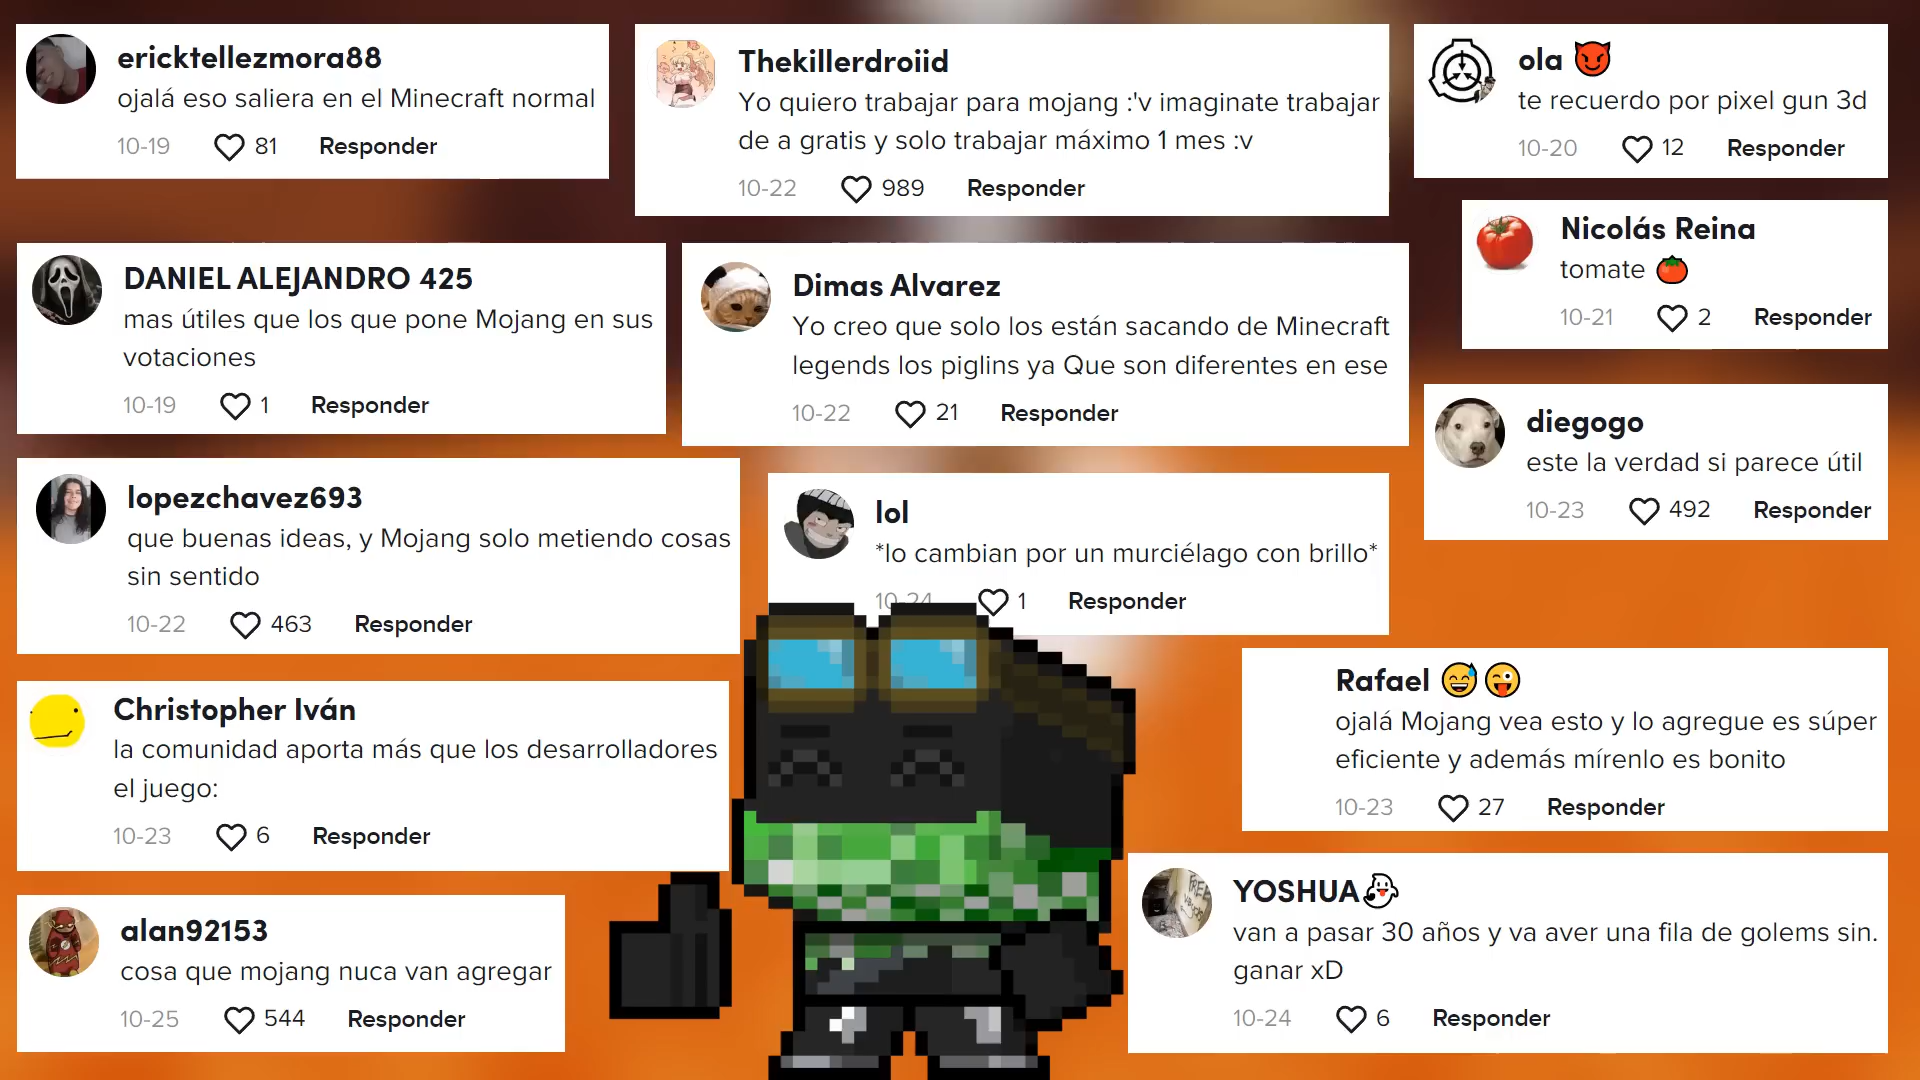 ericktellezmora88
ojalá eso saliera en el Minecraft normal
10-19 81 Responder
Thekillerdroiid
Yo quiero trabajar para mojang :'v imaginate trabajar
de a gratis y solo trabajar máximo 1 mes :v
10-22 989 Responder
ola 😈
te recuerdo por pixel gun 3d
10-20 12 Responder
Nicolás Reina
tomate 🍅
10-21 2 Responder
DANIEL ALEJANDRO 425
mas útiles que los que pone Mojang en sus
votaciones
10-19 1 Responder
Dimas Alvarez
Yo creo que solo los están sacando de Minecraft
legends los piglins ya Que son diferentes en ese
10-22 21 Responder
diegogo
este la verdad si parece útil
10-23 492 Responder
lopezchavez693
que buenas ideas, y Mojang solo metiendo cosas
sin sentido
10-22 463 Responder
lol
*lo cambian por un murciélago con brillo*
10-24 1 Responder
Christopher Iván
la comunidad aporta más que los desarrolladores
el juego:
10-23 6 Responder
Rafael 😅😜
ojalá Mojang vea esto y lo agregue es súper
eficiente y además mírenlo es bonito
10-23 27 Responder
alan92153
cosa que mojang nuca van agregar
10-25 544 Responder
YOSHUA👻
van a pasar 30 años y va aver una fila de golems sin.
ganar xD
10-24 6 Responder